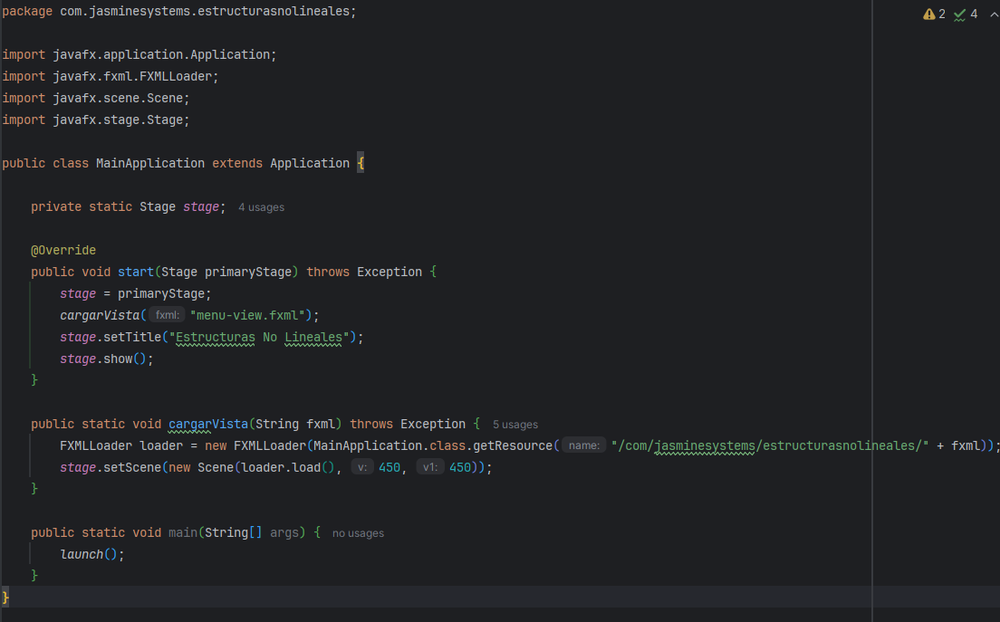 package com.jasminesystems.estructurasnolineales;
2 4
import javafx.application.Application;
import javafx.fxml.FXMLLoader;
import javafx.scene.Scene;
import javafx.stage.Stage;
public class MainApplication extends Application {
private static Stage stage; 4 usages
@Override
public void start(Stage primaryStage) throws Exception {
stage = primaryStage;
cargarVista( fxml: "menu-view.fxml");
stage.setTitle("Estructuras No Lineales");
stage.show();
}
public static void cargarVista(String fxml) throws Exception { 5 usages
FXMLLoader loader = new FXMLLoader(MainApplication.class.getResource( name: "/com/jasminesystems/estructurasnolineales/" + fxml));
stage.setScene(new Scene(loader.load(), v: 450, v1: 450));
}
public static void main(String[] args) { no usages
launch();
}
}